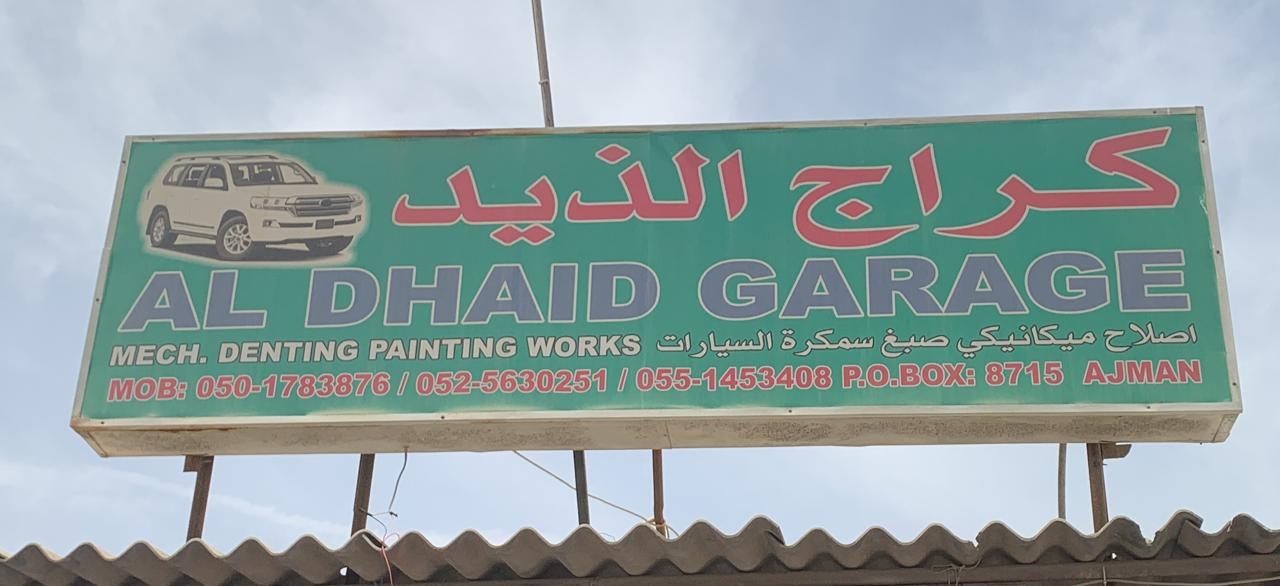 كراج الذيد
AL DHAID GARAGE
MECH. DENTING PAINTING WORKS اصلاح ميكانيكي صبغ سمكرة السيارات
MOB: 050-1783876 / 052-5630251 / 055-1453408 P.O.BOX: 8715 AJMAN